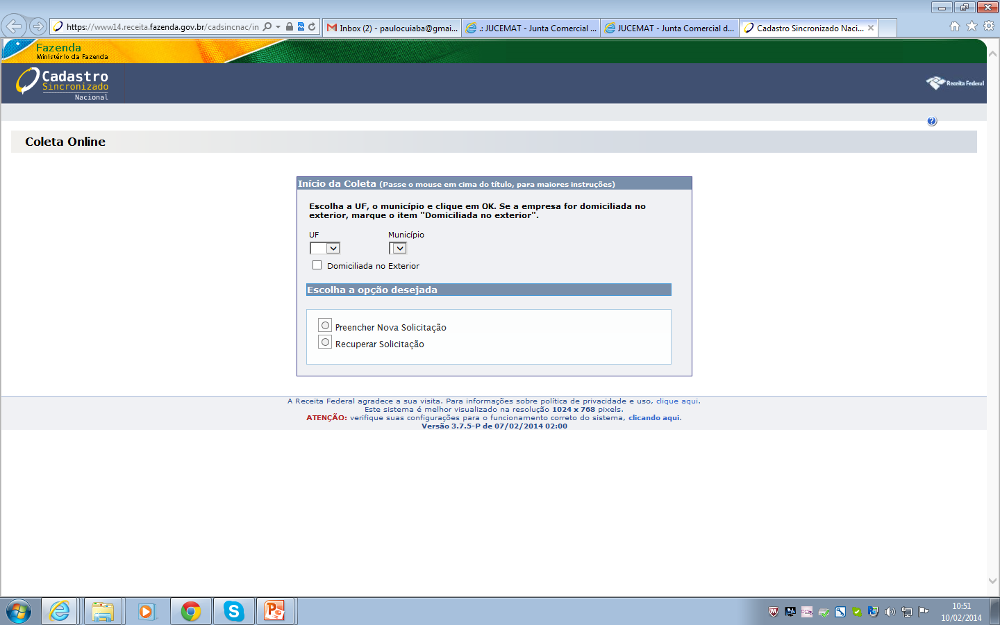 https://www14.receita.fazenda.gov.br/cadsincnac/in
Inbox (2) - paulocuiaba@gmai...
.: JUCEMAT - Junta Comercial ...
JUCEMAT - Junta Comercial d...
Cadastro Sincronizado Naci...
Fazenda
Ministério da Fazenda
Cadastro
Sincronizado
Nacional
Receita Federal
Coleta Online
Início da Coleta (Passe o mouse em cima do título, para maiores instruções)
Escolha a UF, o município e clique em OK. Se a empresa for domiciliada no
exterior, marque o item "Domiciliada no exterior".
UF Município
Domiciliada no Exterior
Escolha a opção desejada
Preencher Nova Solicitação
Recuperar Solicitação
A Receita Federal agradece a sua visita. Para informações sobre política de privacidade e uso, clique aqui.
Este sistema é melhor visualizado na resolução 1024 x 768 pixels.
ATENÇÃO: verifique suas configurações para o funcionamento correto do sistema, clicando aqui.
Versão 3.7.5-P de 07/02/2014 02:00
10:51
10/02/2014